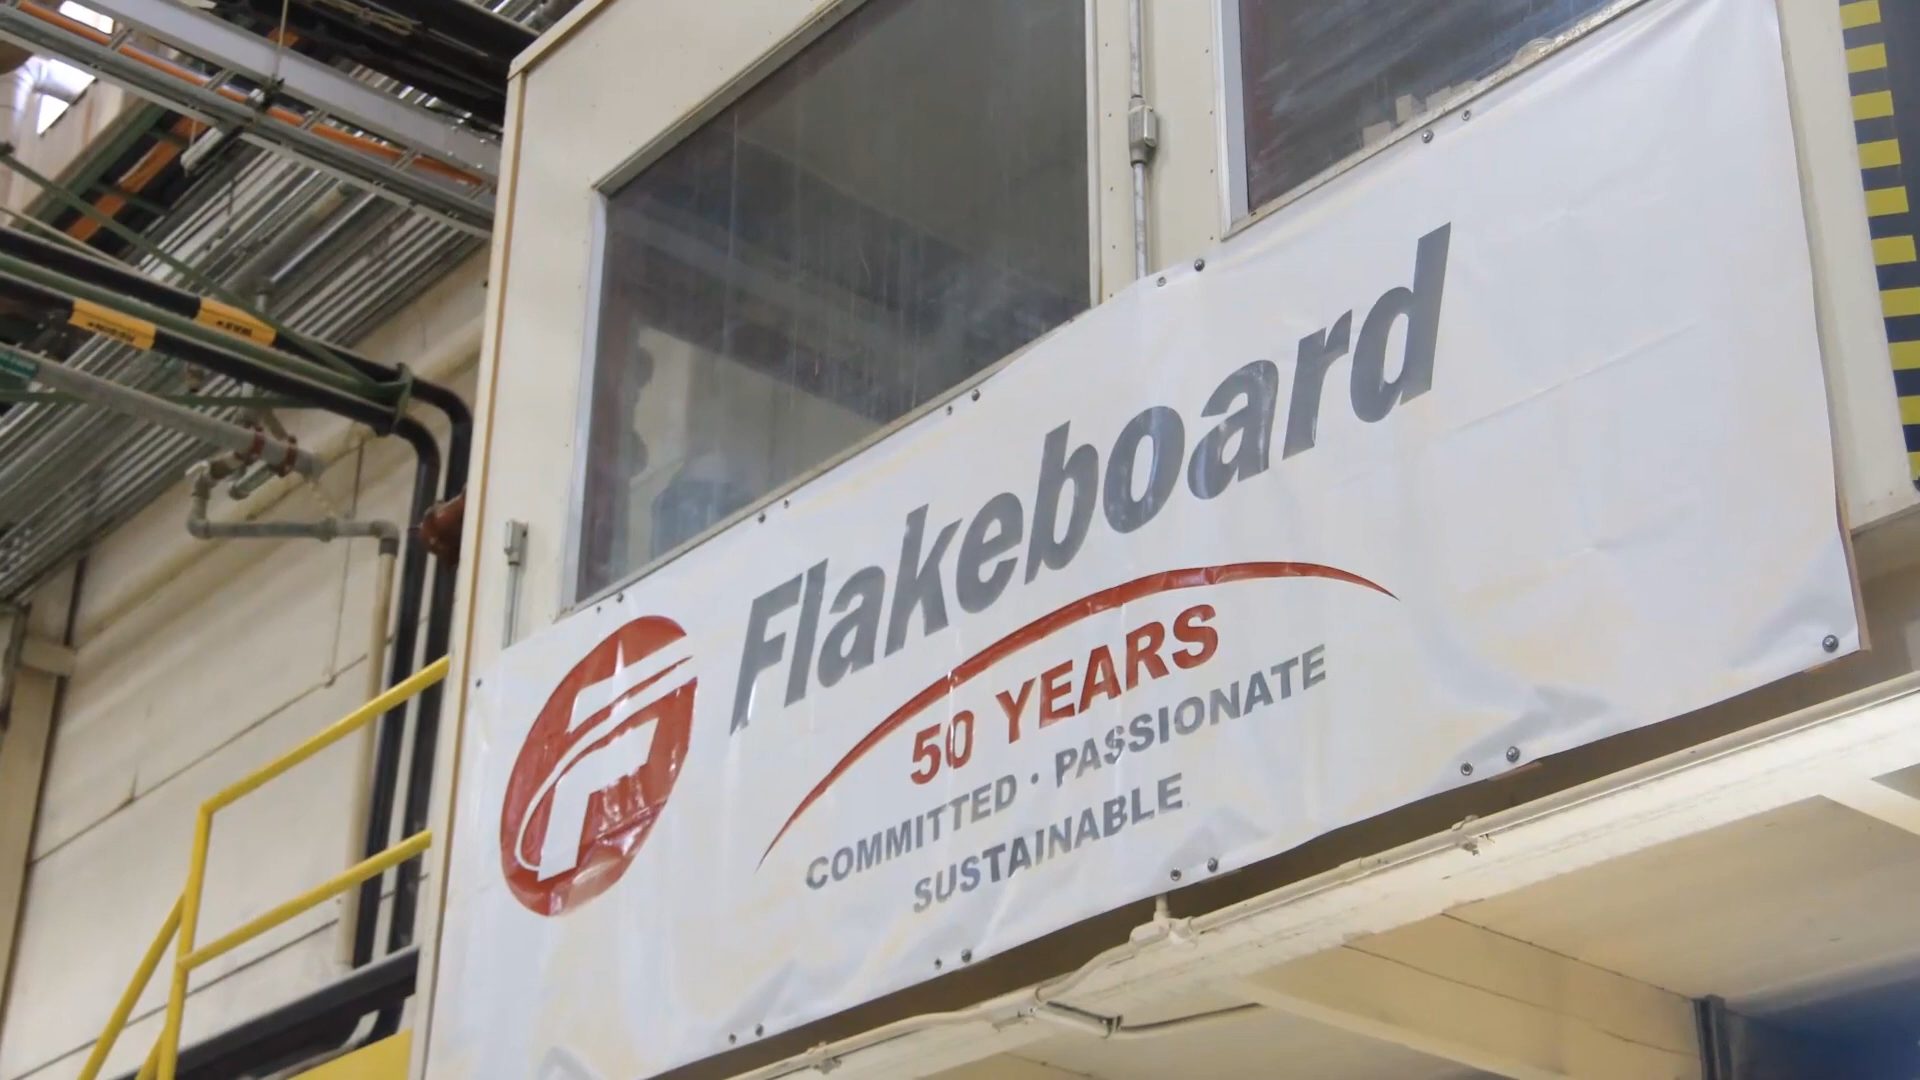 Flakeboard
50 YEARS
COMMITTED · PASSIONATE
SUSTAINABLE